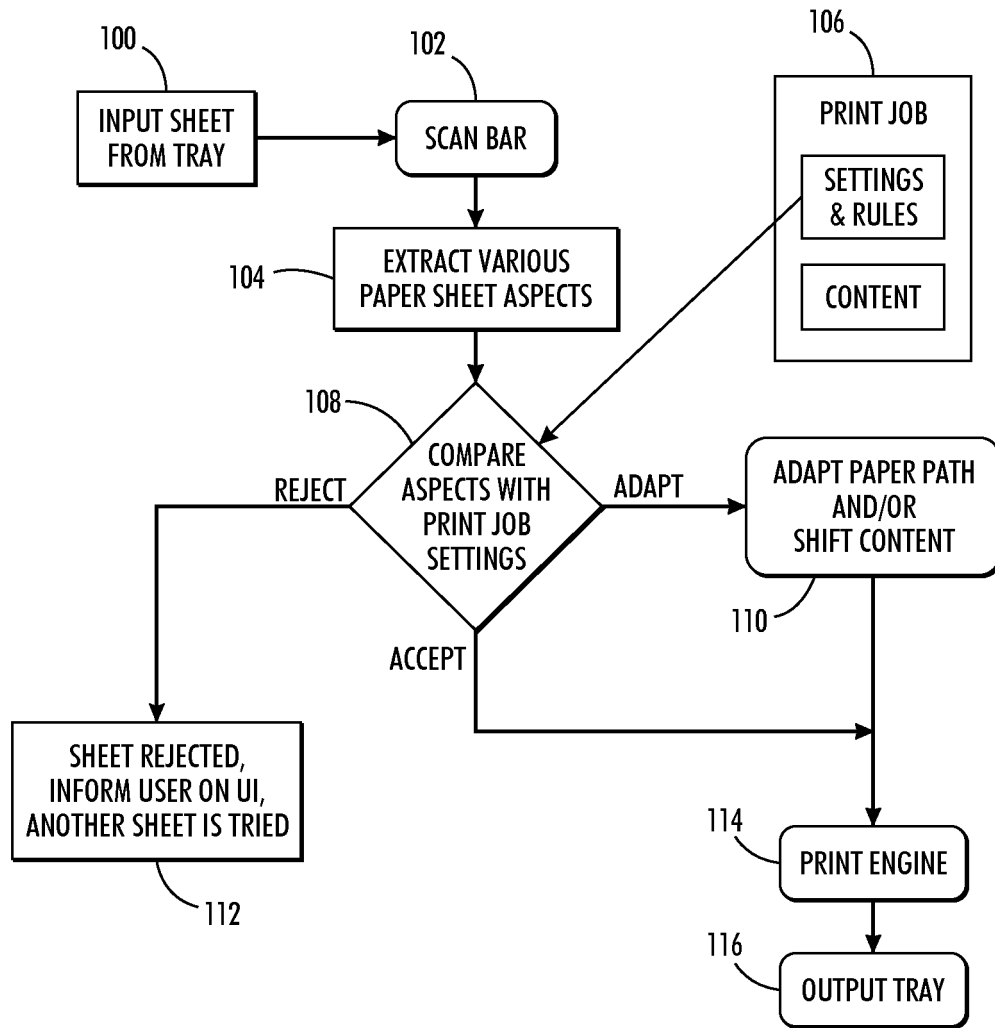 100
INPUT SHEET
FROM TRAY
102
SCAN BAR
106
PRINT JOB
SETTINGS
& RULES
CONTENT
104
EXTRACT VARIOUS
PAPER SHEET ASPECTS
108
COMPARE
ASPECTS WITH
PRINT JOB
SETTINGS
REJECT
ADAPT
ACCEPT
ADAPT PAPER PATH
AND/OR
SHIFT CONTENT
110
SHEET REJECTED,
INFORM USER ON UI,
ANOTHER SHEET IS TRIED
112
114
PRINT ENGINE
116
OUTPUT TRAY